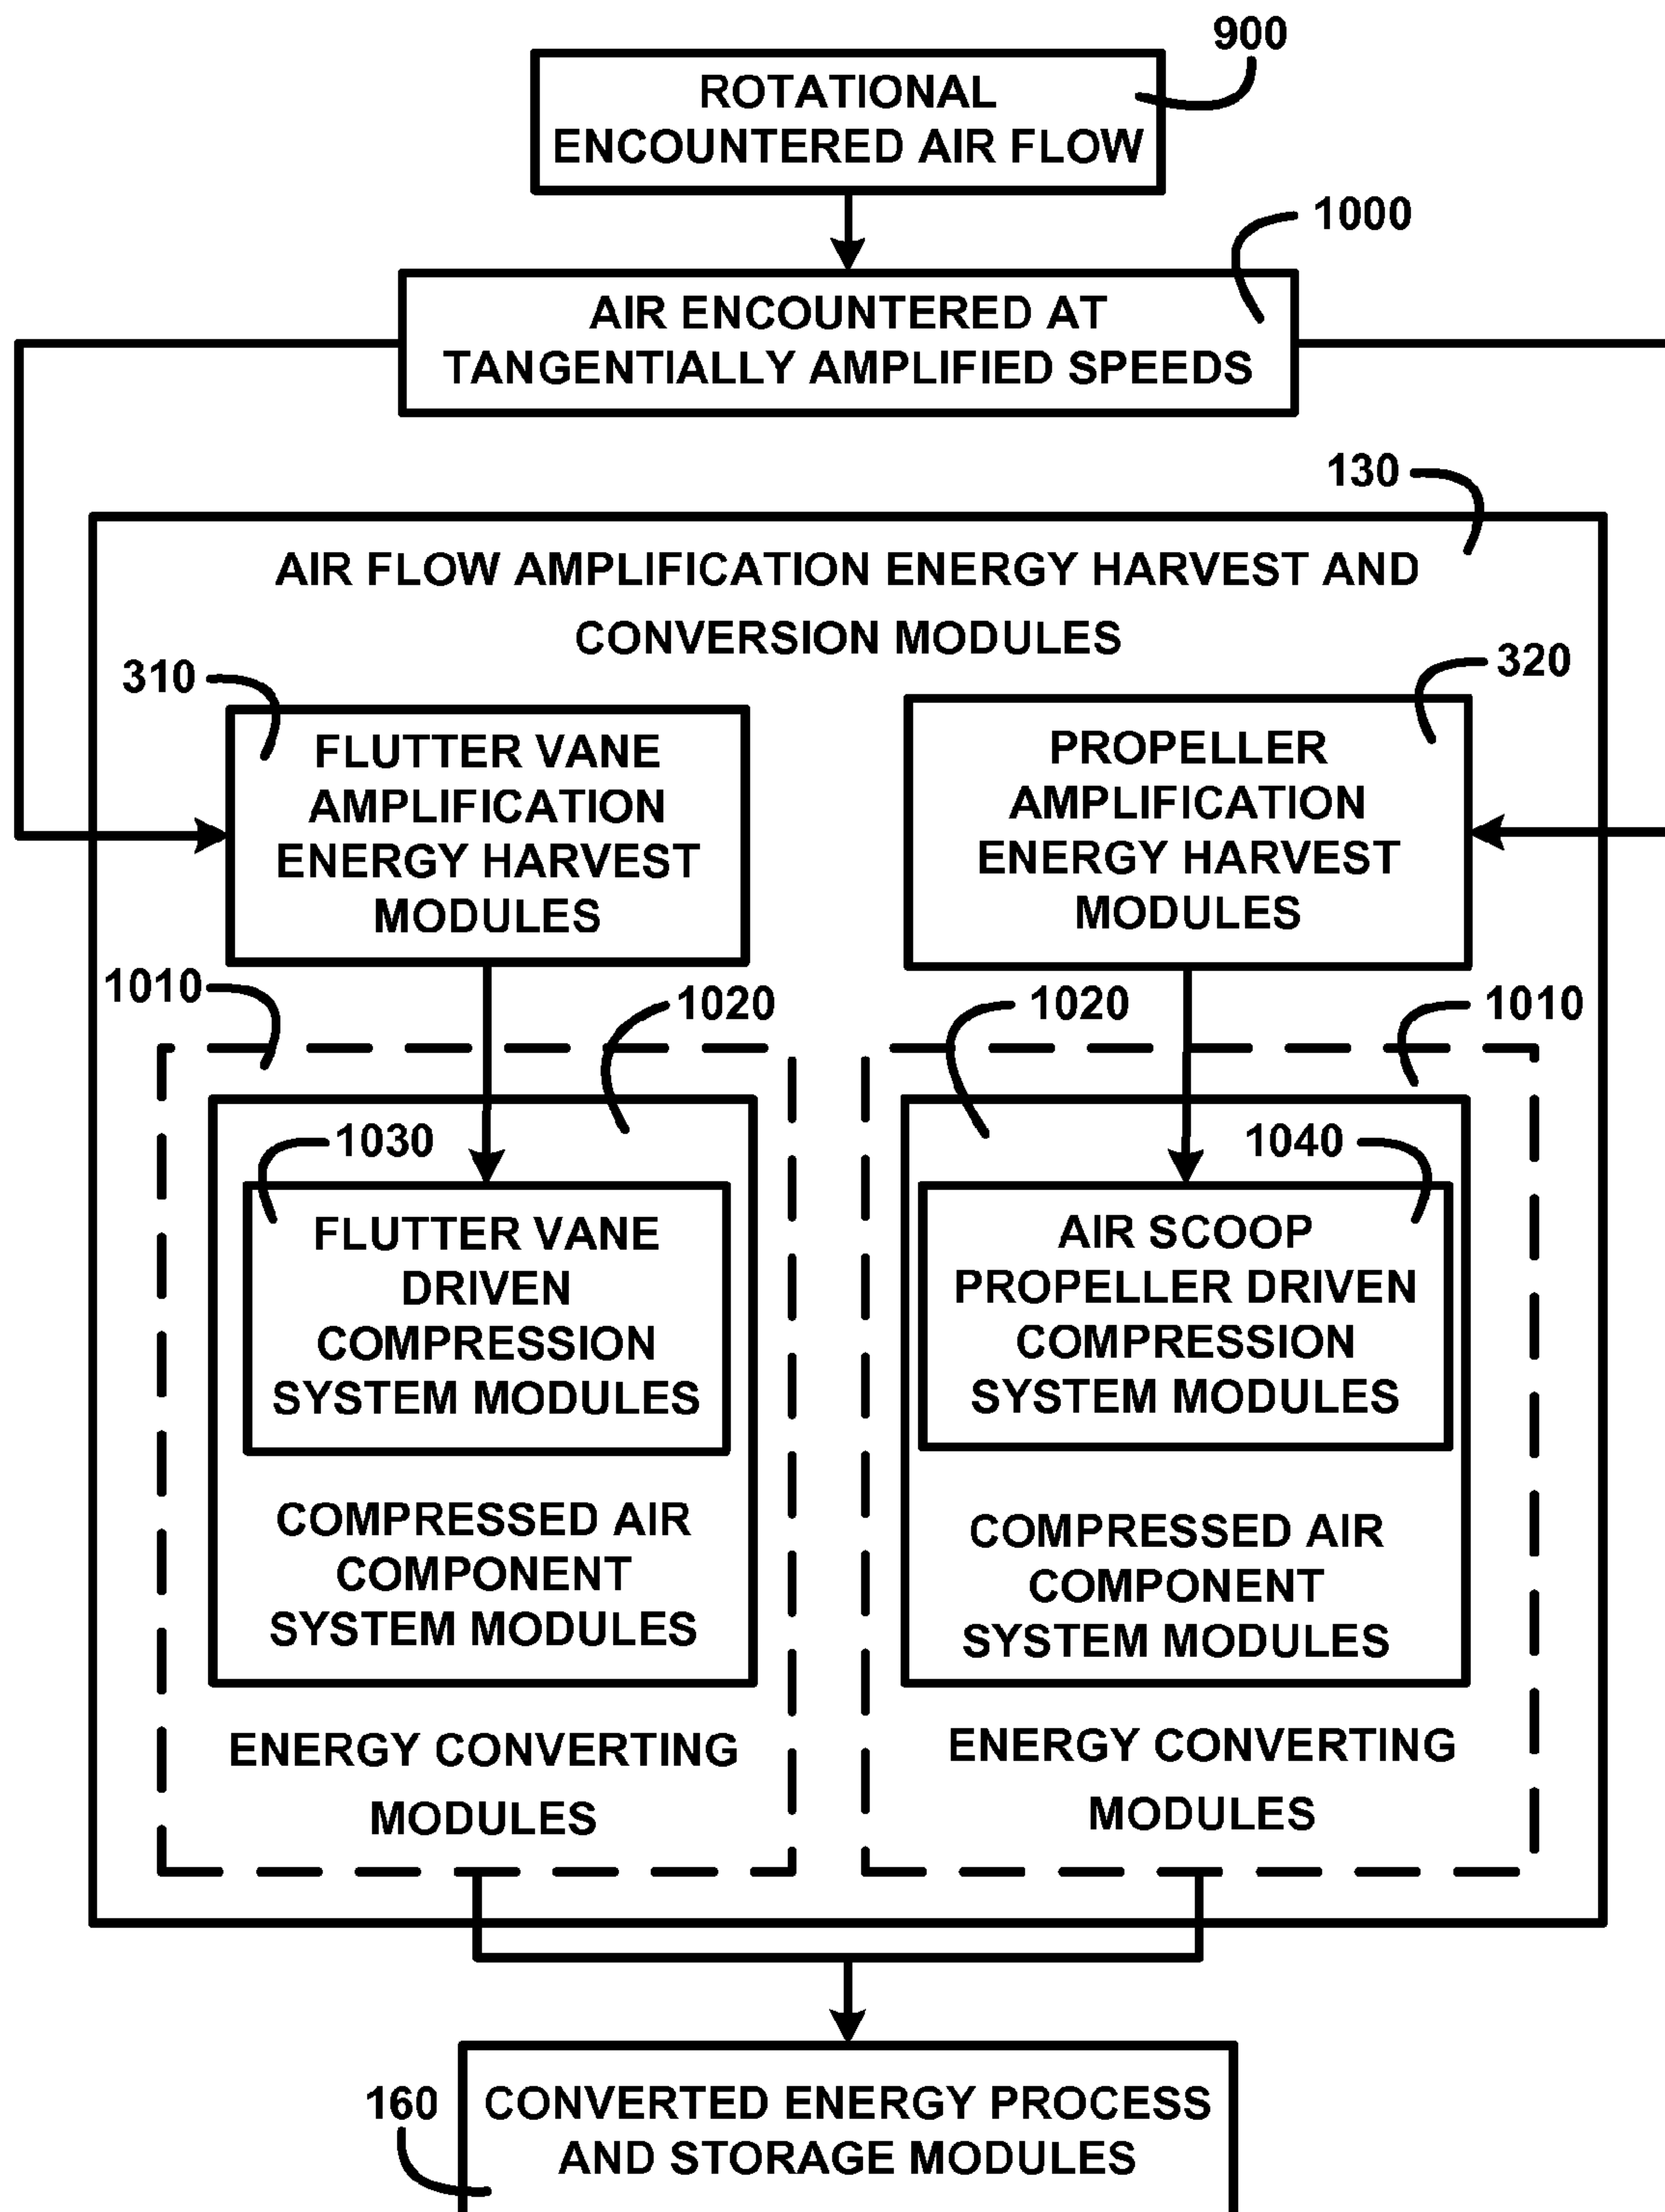 900
ROTATIONAL
ENCOUNTERED AIR FLOW
1000
AIR ENCOUNTERED AT
TANGENTIALLY AMPLIFIED SPEEDS
130
AIR FLOW AMPLIFICATION ENERGY HARVEST AND
CONVERSION MODULES
310
FLUTTER VANE
AMPLIFICATION
ENERGY HARVEST
MODULES
320
PROPELLER
AMPLIFICATION
ENERGY HARVEST
MODULES
1010
1020
1030
FLUTTER VANE
DRIVEN
COMPRESSION
SYSTEM MODULES
COMPRESSED AIR
COMPONENT
SYSTEM MODULES
ENERGY CONVERTING
MODULES
1020
1010
1040
AIR SCOOP
PROPELLER DRIVEN
COMPRESSION
SYSTEM MODULES
COMPRESSED AIR
COMPONENT
SYSTEM MODULES
ENERGY CONVERTING
MODULES
160
CONVERTED ENERGY PROCESS
AND STORAGE MODULES